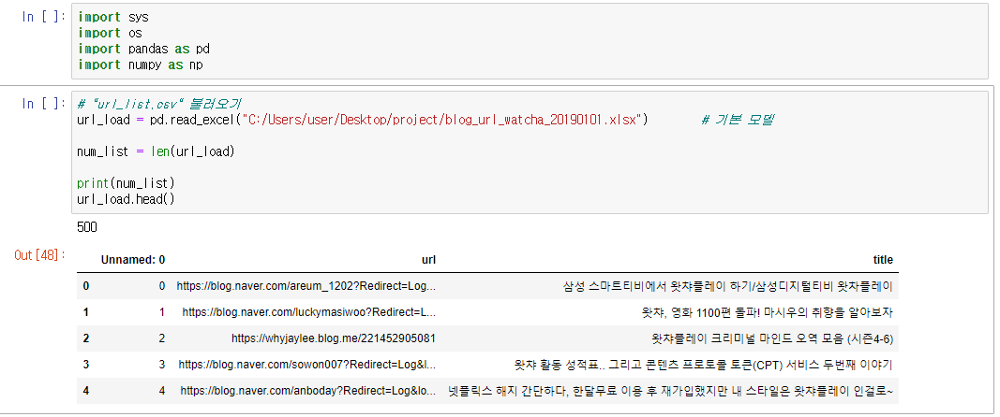 In [ ]: import sys
import os
import pandas as pd
import numpy as np
In [ ]: # "url_list.csv" 불러오기
url_load = pd.read_excel("C:/Users/user/Desktop/project/blog_url_watcha_20190101.xlsx") # 기본 모델
num_list = len(url_load)
print(num_list)
url_load.head()
500
Out[48]:
Unnamed: 0 url title
0 0 https://blog.naver.com/areum_1202?Redirect=Log... 삼성 스마트티비에서 왓챠플레이 하기/삼성디지털티비 왓챠플레이
1 1 https://blog.naver.com/luckymasiwoo?Redirect=L... 왓챠, 영화 1100편 돌파! 마시우의 취향을 알아보자
2 2 https://whyjaylee.blog.me/221452905081 왓챠플레이 크리미널 마인드 오역 모음 (시즌4-6)
3 3 https://blog.naver.com/sowon007?Redirect=Log&l... 왓챠 활동 성적표.. 그리고 콘텐츠 프로토콜 토큰(CPT) 서비스 두번째 이야기
4 4 https://blog.naver.com/anboday?Redirect=Log&lo... 넷플릭스 해지 간단하다, 한달무료 이용 후 재가입했지만 내 스타일은 왓챠플레이 인걸로~